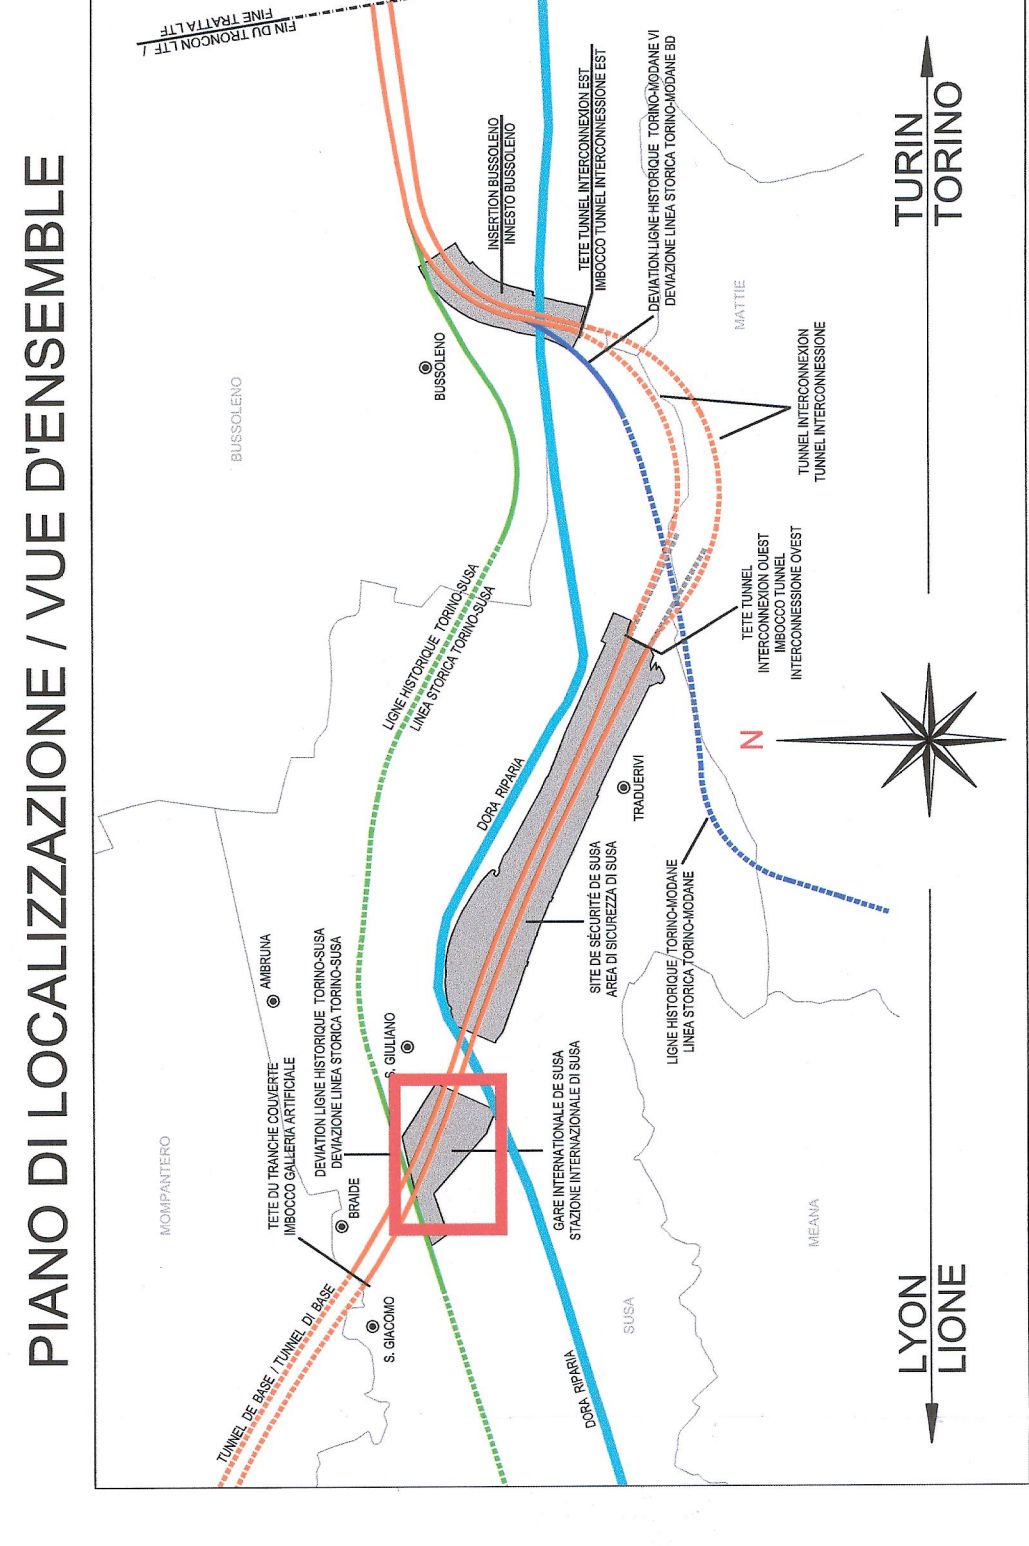 PIANO DI LOCALIZZAZIONE / VUE D'ENSEMBLE
FIN DU TRONCON LTF /
FINE TRATTA LTF
BUSSOLENO
MOMPANTERO
AMBRUNA
INSERTION BUSSOLENO
INNESTO BUSSOLENO
BUSSOLENO
LIGNE HISTORIQUE TORINO-SUSA
LINEA STORICA TORINO-SUSA
TETE DU TRANCHE COUVERTE
IMBOCCO GALLERIA ARTIFICIALE
DEVIATION LIGNE HISTORIQUE TORINO-SUSA
DEVIAZIONE LINEA STORICA TORINO-SUSA
S. GIULIANO
BRAIDE
TUNNEL DE BASE / TUNNEL DI BASE
S. GIACOMO
DORA RIPARIA
TETE TUNNEL INTERCONNEXION EST
IMBOCCO TUNNEL INTERCONNESSIONE EST
DEVIATION LIGNE HISTORIQUE TORINO-MODANE VI
DEVIAZIONE LINEA STORICA TORINO-MODANE BD
MATTIE
TUNNEL INTERCONNEXION
TUNNEL INTERCONNESSIONE
TETE TUNNEL
INTERCONNEXION OUEST
IMBOCCO TUNNEL
INTERCONNESSIONE OVEST
TRADUERIVI
SITE DE SÉCURITÉ DE SUSA
AREA DI SICUREZZA DI SUSA
GARE INTERNATIONALE DE SUSA
STAZIONE INTERNAZIONALE DI SUSA
DORA RIPARIA
LIGNE HISTORIQUE TORINO-MODANE
LINEA STORICA TORINO-MODANE
SUSA
MEANA
N
LYON
LIONE
TURIN
TORINO